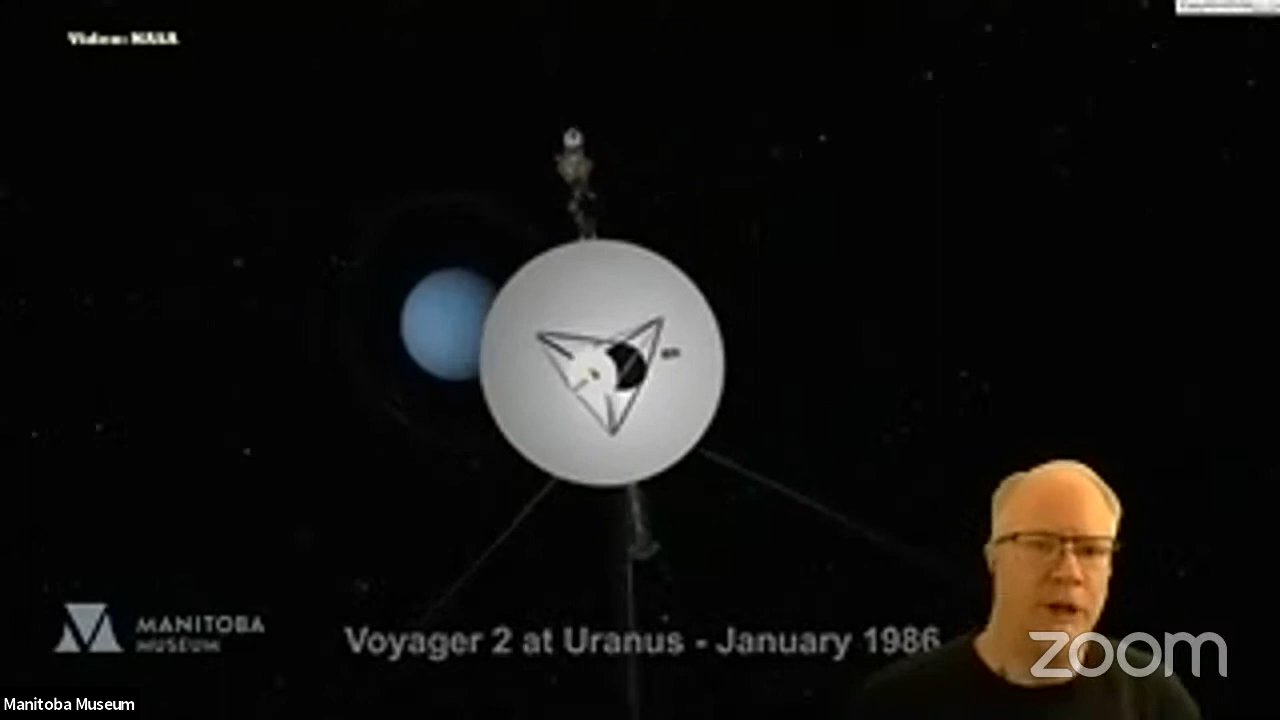 Video: NASA
MANITOBA
MUSEUM
Voyager 2 at Uranus - January 1986
zoom
Manitoba Museum